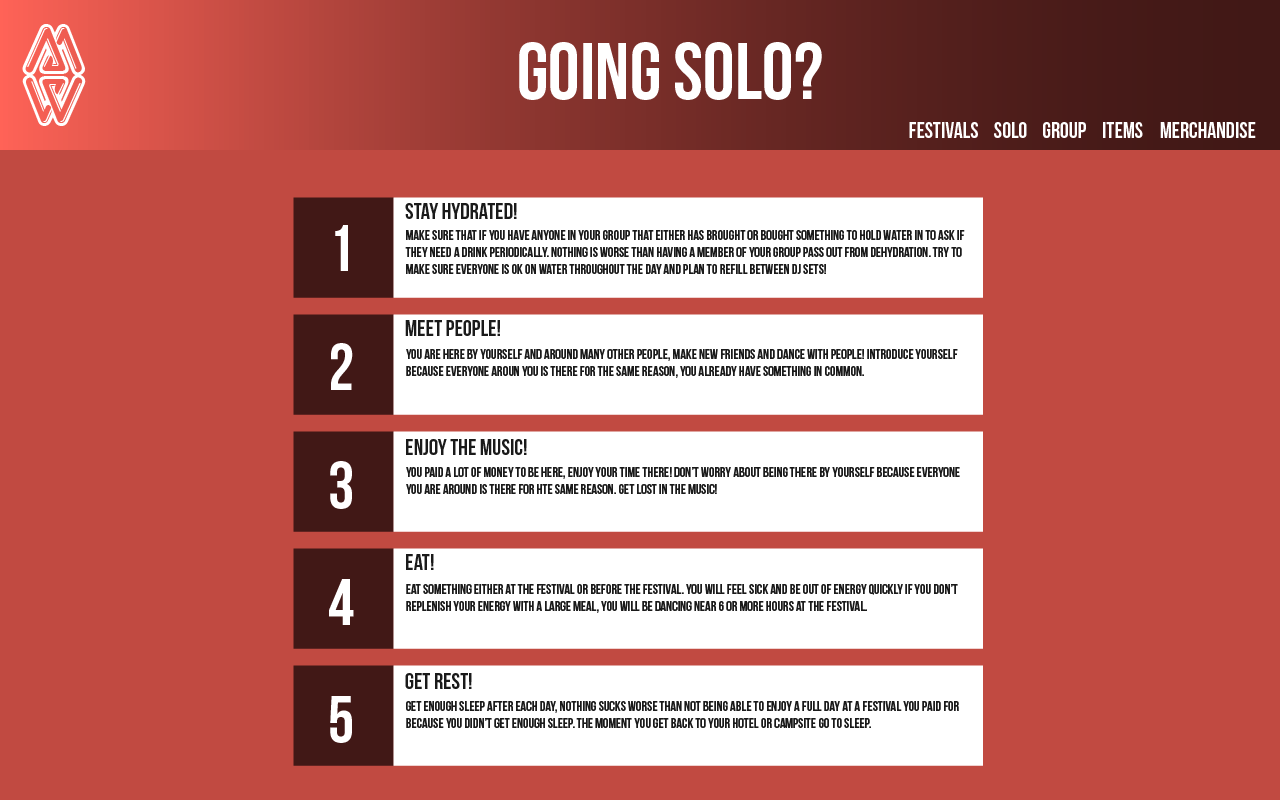 GOING SOLO?
FESTIVALS SOLO GROUP ITEMS MERCHANDISE
1
STAY HYDRATED!
MAKE SURE THAT IF YOU HAVE ANYONE IN YOUR GROUP THAT EITHER HAS BROUGHT OR BOUGHT SOMETHING TO HOLD WATER IN TO ASK IF
THEY NEED A DRINK PERIODICALLY. NOTHING IS WORSE THAN HAVING A MEMBER OF YOUR GROUP PASS OUT FROM DEHYDRATION. TRY TO
MAKE SURE EVERYONE IS OK ON WATER THROUGHOUT THE DAY AND PLAN TO REFILL BETWEEN DJ SETS!
2
MEET PEOPLE!
YOU ARE HERE BY YOURSELF AND AROUND MANY OTHER PEOPLE, MAKE NEW FRIENDS AND DANCE WITH PEOPLE! INTRODUCE YOURSELF
BECAUSE EVERYONE AROUN YOU IS THERE FOR THE SAME REASON, YOU ALREADY HAVE SOMETHING IN COMMON.
3
ENJOY THE MUSIC!
YOU PAID A LOT OF MONEY TO BE HERE, ENJOY YOUR TIME THERE! DON'T WORRY ABOUT BEING THERE BY YOURSELF BECAUSE EVERYONE
YOU ARE AROUND IS THERE FOR HTE SAME REASON. GET LOST IN THE MUSIC!
4
EAT!
EAT SOMETHING EITHER AT THE FESTIVAL OR BEFORE THE FESTIVAL. YOU WILL FEEL SICK AND BE OUT OF ENERGY QUICKLY IF YOU DON'T
REPLENISH YOUR ENERGY WITH A LARGE MEAL, YOU WILL BE DANCING NEAR 6 OR MORE HOURS AT THE FESTIVAL.
5
GET REST!
GET ENOUGH SLEEP AFTER EACH DAY, NOTHING SUCKS WORSE THAN NOT BEING ABLE TO ENJOY A FULL DAY AT A FESTIVAL YOU PAID FOR
BECAUSE YOU DIDN'T GET ENOUGH SLEEP. THE MOMENT YOU GET BACK TO YOUR HOTEL OR CAMPSITE GO TO SLEEP.